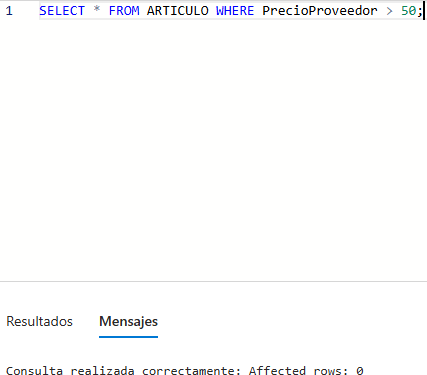 1 SELECT * FROM ARTICULO WHERE PrecioProveedor > 50;
Resultados Mensajes
Consulta realizada correctamente: Affected rows: 0